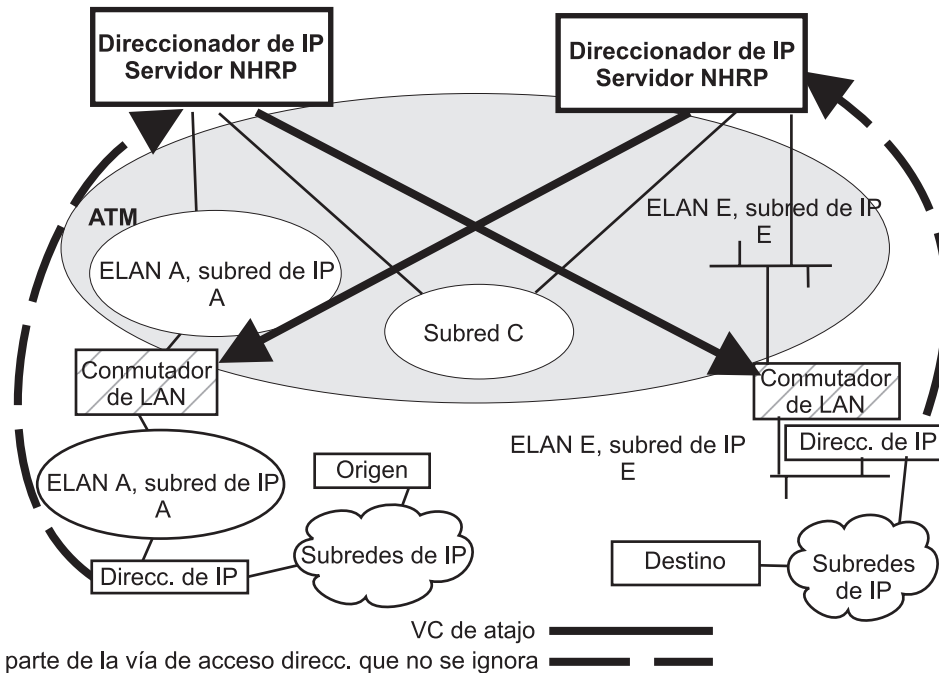 Direccionador de IP
Servidor NHRP
Direccionador de IP
Servidor NHRP
ATM
ELAN E, subred de IP
E
ELAN A, subred de IP
A
Subred C
Conmutador
de LAN
Conmutador
de LAN
ELAN E, subred de IP
E
Direcc. de IP
ELAN A, subred de IP
A
Origen
Subredes de IP
Direcc. de IP
Destino
Subredes
de IP
VC de atajo
parte de la vía de acceso direcc. que no se ignora